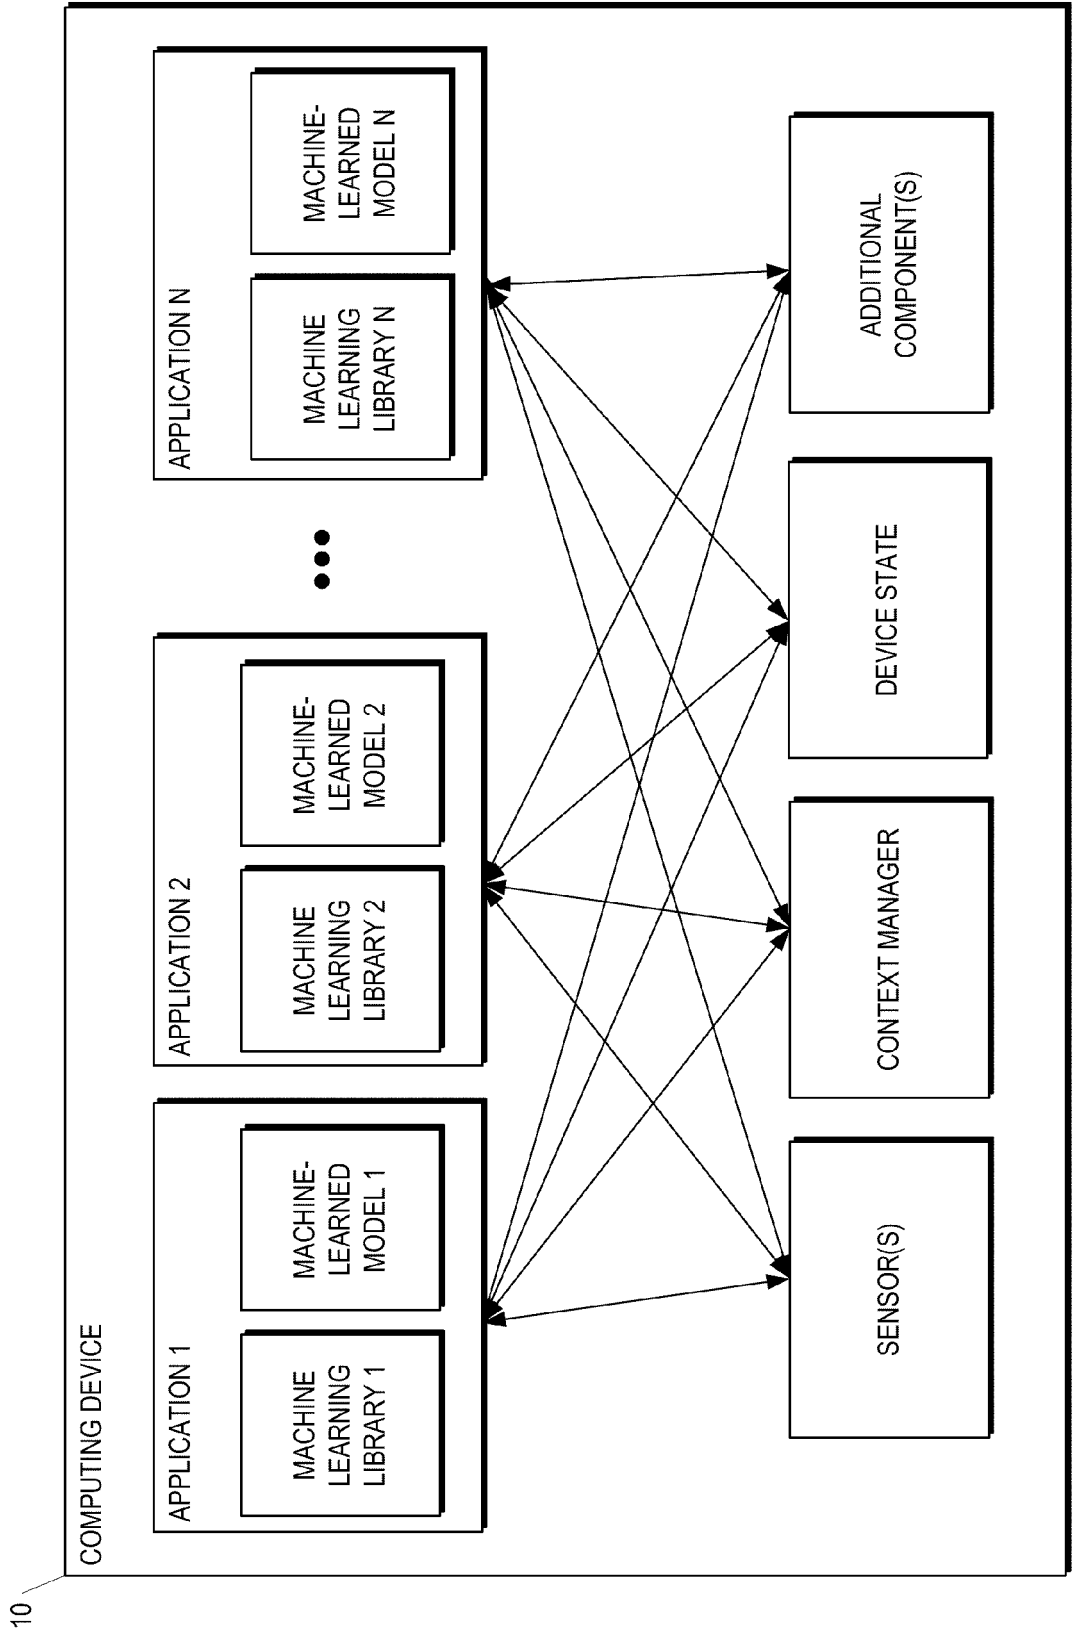 10
COMPUTING DEVICE
APPLICATION 1
MACHINE
LEARNING
LIBRARY 1
MACHINE-
LEARNED
MODEL 1
APPLICATION 2
MACHINE
LEARNING
LIBRARY 2
MACHINE-
LEARNED
MODEL 2
APPLICATION N
MACHINE
LEARNING
LIBRARY N
MACHINE-
LEARNED
MODEL N
SENSOR(S)
CONTEXT MANAGER
DEVICE STATE
ADDITIONAL
COMPONENT(S)